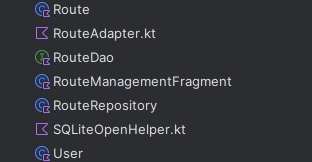 Route
RouteAdapter.kt
RouteDao
RouteManagementFragment
RouteRepository
SQLiteOpenHelper.kt
User